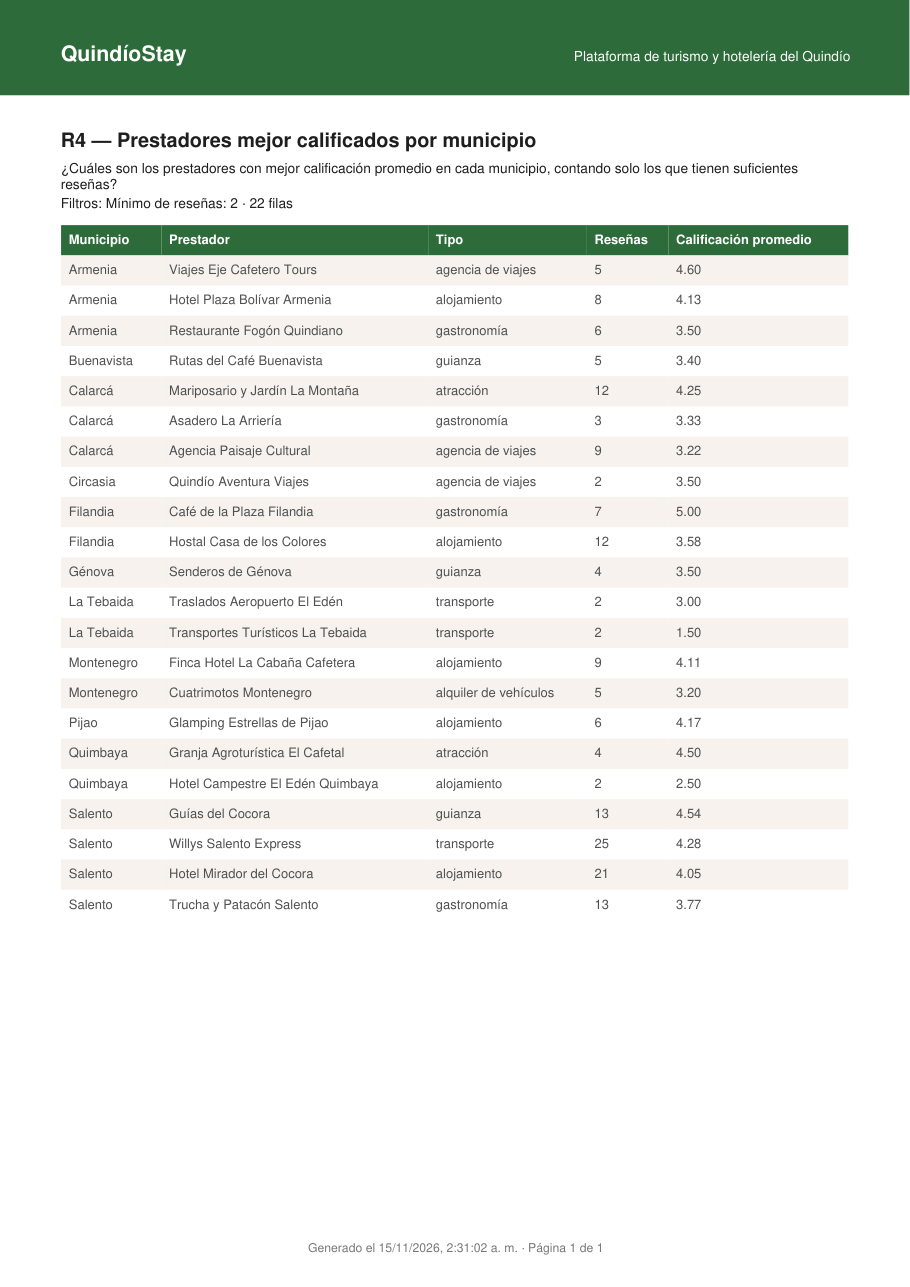 QuindíoStay
Plataforma de turismo y hotelería del Quindío
R4 — Prestadores mejor calificados por municipio
¿Cuáles son los prestadores con mejor calificación promedio en cada municipio, contando solo los que tienen suficientes
reseñas?
Filtros: Mínimo de reseñas: 2 · 22 filas
Municipio Prestador Tipo Reseñas Calificación promedio
Armenia Viajes Eje Cafetero Tours agencia de viajes 5 4.60
Armenia Hotel Plaza Bolívar Armenia alojamiento 8 4.13
Armenia Restaurante Fogón Quindiano gastronomía 6 3.50
Buenavista Rutas del Café Buenavista guianza 5 3.40
Calarcá Mariposario y Jardín La Montaña atracción 12 4.25
Calarcá Asadero La Arriería gastronomía 3 3.33
Calarcá Agencia Paisaje Cultural agencia de viajes 9 3.22
Circasia Quindío Aventura Viajes agencia de viajes 2 3.50
Filandia Café de la Plaza Filandia gastronomía 7 5.00
Filandia Hostal Casa de los Colores alojamiento 12 3.58
Génova Senderos de Génova guianza 4 3.50
La Tebaida Traslados Aeropuerto El Edén transporte 2 3.00
La Tebaida Transportes Turísticos La Tebaida transporte 2 1.50
Montenegro Finca Hotel La Cabaña Cafetera alojamiento 9 4.11
Montenegro Cuatrimotos Montenegro alquiler de vehículos 5 3.20
Pijao Glamping Estrellas de Pijao alojamiento 6 4.17
Quimbaya Granja Agroturística El Cafetal atracción 4 4.50
Quimbaya Hotel Campestre El Edén Quimbaya alojamiento 2 2.50
Salento Guías del Cocora guianza 13 4.54
Salento Willys Salento Express transporte 25 4.28
Salento Hotel Mirador del Cocora alojamiento 21 4.05
Salento Trucha y Patacón Salento gastronomía 13 3.77
Generado el 15/11/2026, 2:31:02 a. m. · Página 1 de 1